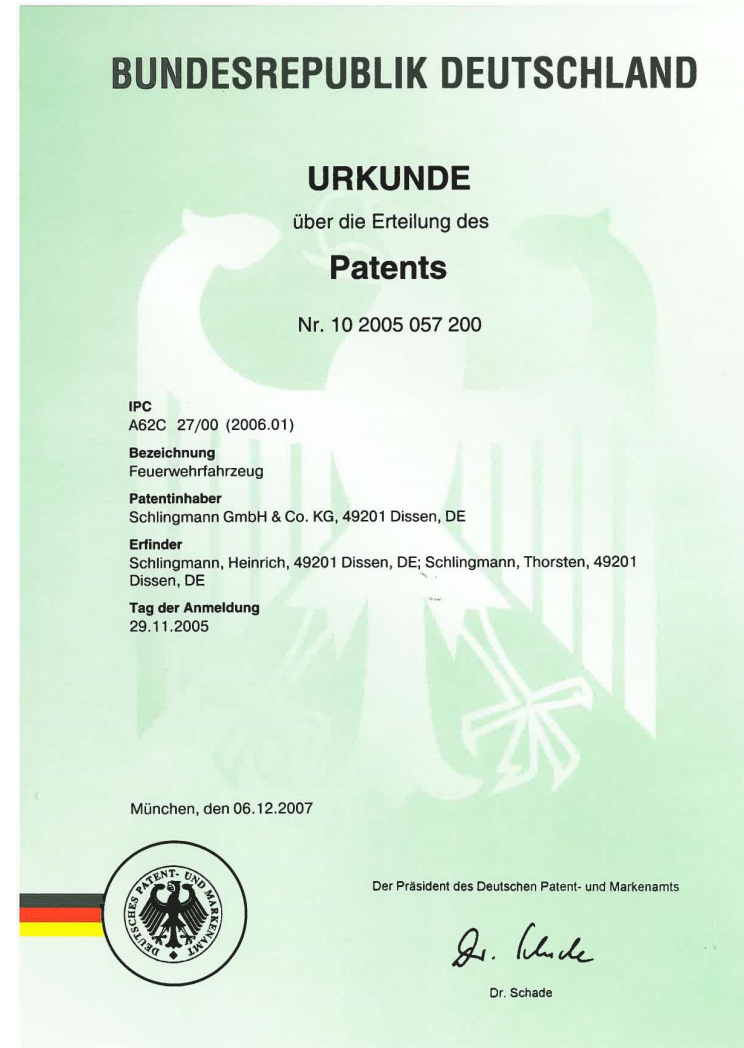 BUNDESREPUBLIK DEUTSCHLAND
URKUNDE
über die Erteilung des
Patents
Nr. 10 2005 057 200
IPC
A62C 27/00 (2006.01)
Bezeichnung
Feuerwehrfahrzeug
Patentinhaber
Schlingmann GmbH & Co. KG, 49201 Dissen, DE
Erfinder
Schlingmann, Heinrich, 49201 Dissen, DE; Schlingmann, Thorsten, 49201
Dissen, DE
Tag der Anmeldung
29.11.2005
München, den 06.12.2007
DEUTSCHES PATENT- UND MARKENAMT
Der Präsident des Deutschen Patent- und Markenamts
Dr. Schade
Dr. Schade